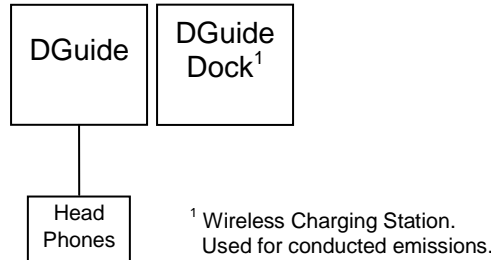 DGuide
DGuide
Dock¹
Head
Phones
¹ Wireless Charging Station.
Used for conducted emissions.